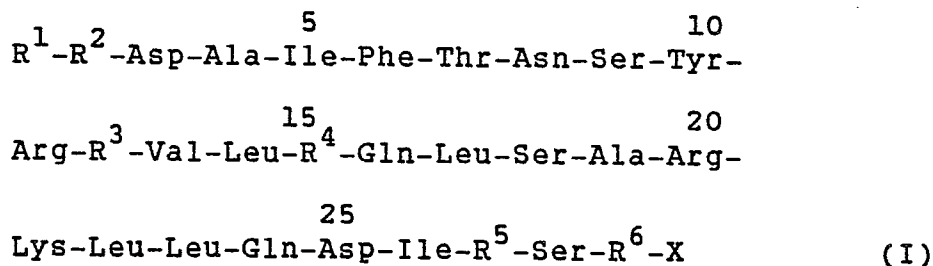 5 10
R¹-R²-Asp-Ala-Ile-Phe-Thr-Asn-Ser-Tyr-
15 20
Arg-R³-Val-Leu-R⁴-Gln-Leu-Ser-Ala-Arg-
25
Lys-Leu-Leu-Gln-Asp-Ile-R⁵-Ser-R⁶-X (I)